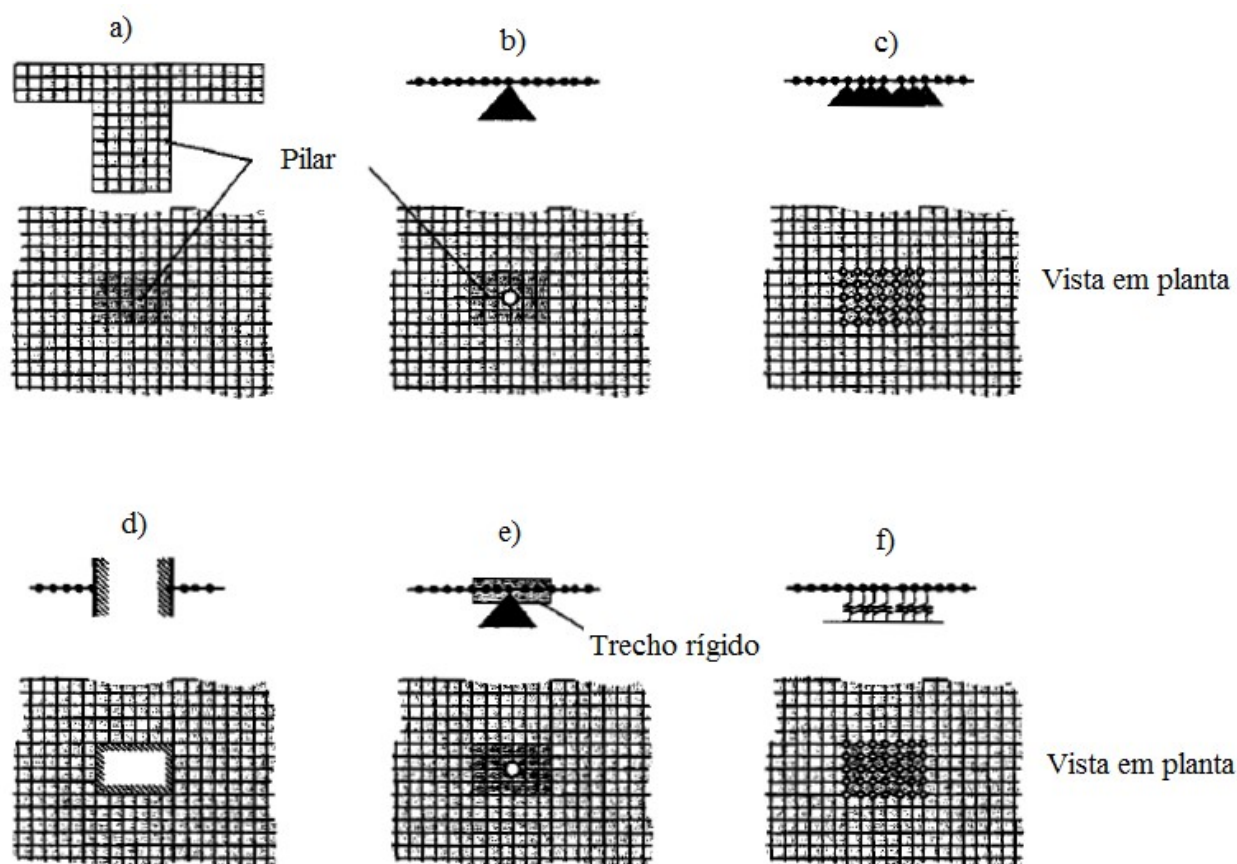 a)
b)
c)
Pilar
Vista em planta
d)
e)
f)
Trecho rígido
Vista em planta